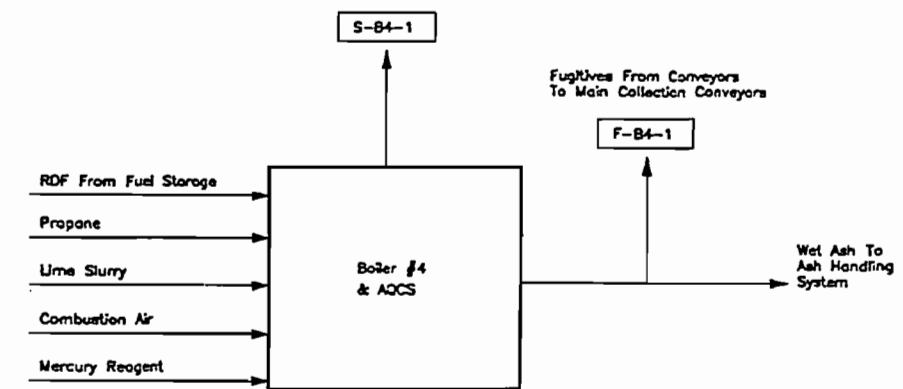 S-B4-1
Fugitives From Conveyors
To Main Collection Conveyors
F-B4-1
RDF From Fuel Storage
Propane
Lime Slurry
Combustion Air
Mercury Reagent
Boiler #4
& AQCS
Wet Ash To
Ash Handling
System